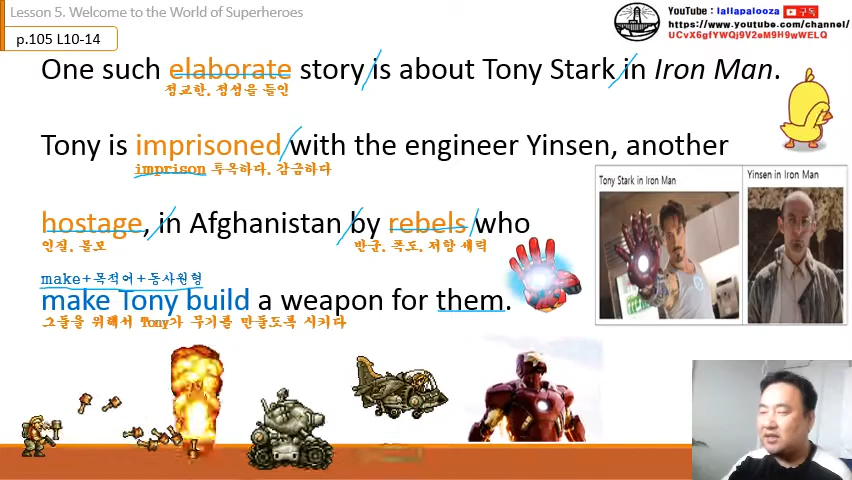 Lesson 5. Welcome to the World of Superheroes
p.105 L10-14
YouTube : lallapalooza 구독
https://www.youtube.com/channel/
UCvX6gfYWQj9V2eM9H9wWELQ
One such elaborate story is about Tony Stark in Iron Man.
정교한, 정성을 들인
Tony is imprisoned with the engineer Yinsen, another
imprison 투옥하다, 감금하다
Tony Stark in Iron Man
Yinsen in Iron Man
hostage, in Afghanistan by rebels who
인질, 볼모
반군, 폭도, 저항 세력
make+목적어+동사원형
make Tony build a weapon for them.
그들을 위해서 Tony가 무기를 만들도록 시키다